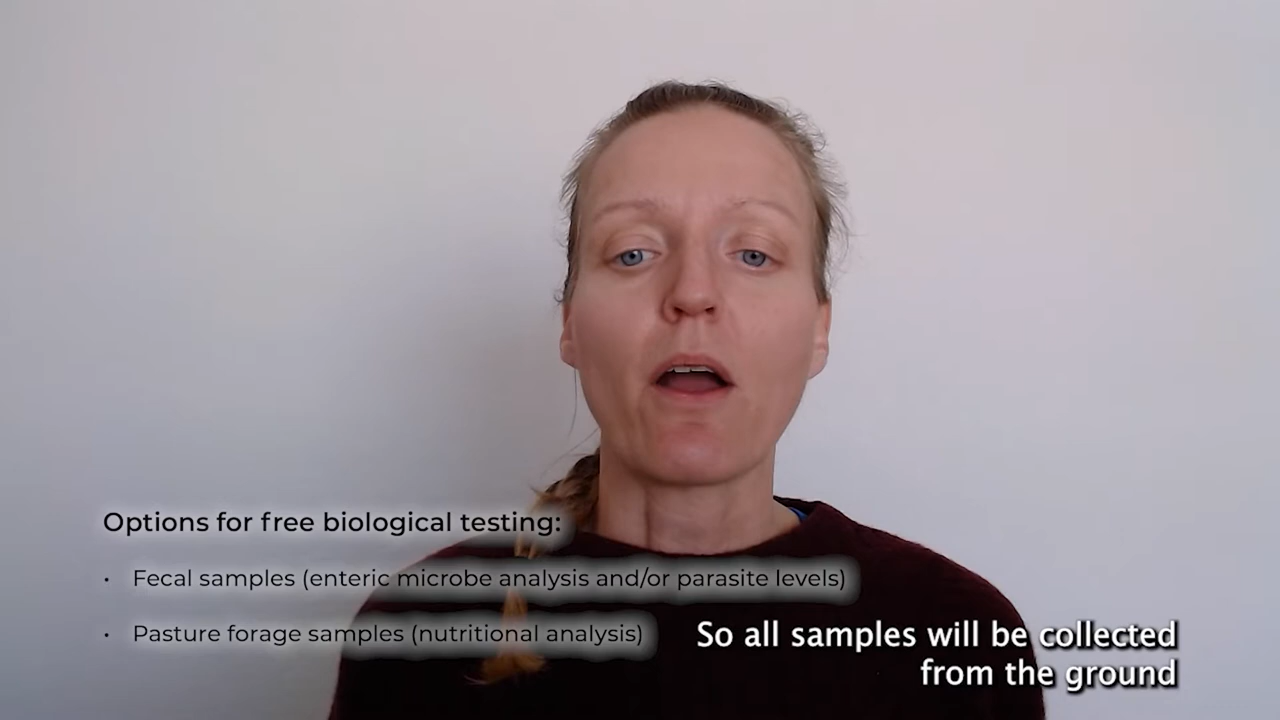 Options for free biological testing:
• Fecal samples (enteric microbe analysis and/or parasite levels)
• Pasture forage samples (nutritional analysis)
So all samples will be collected
from the ground